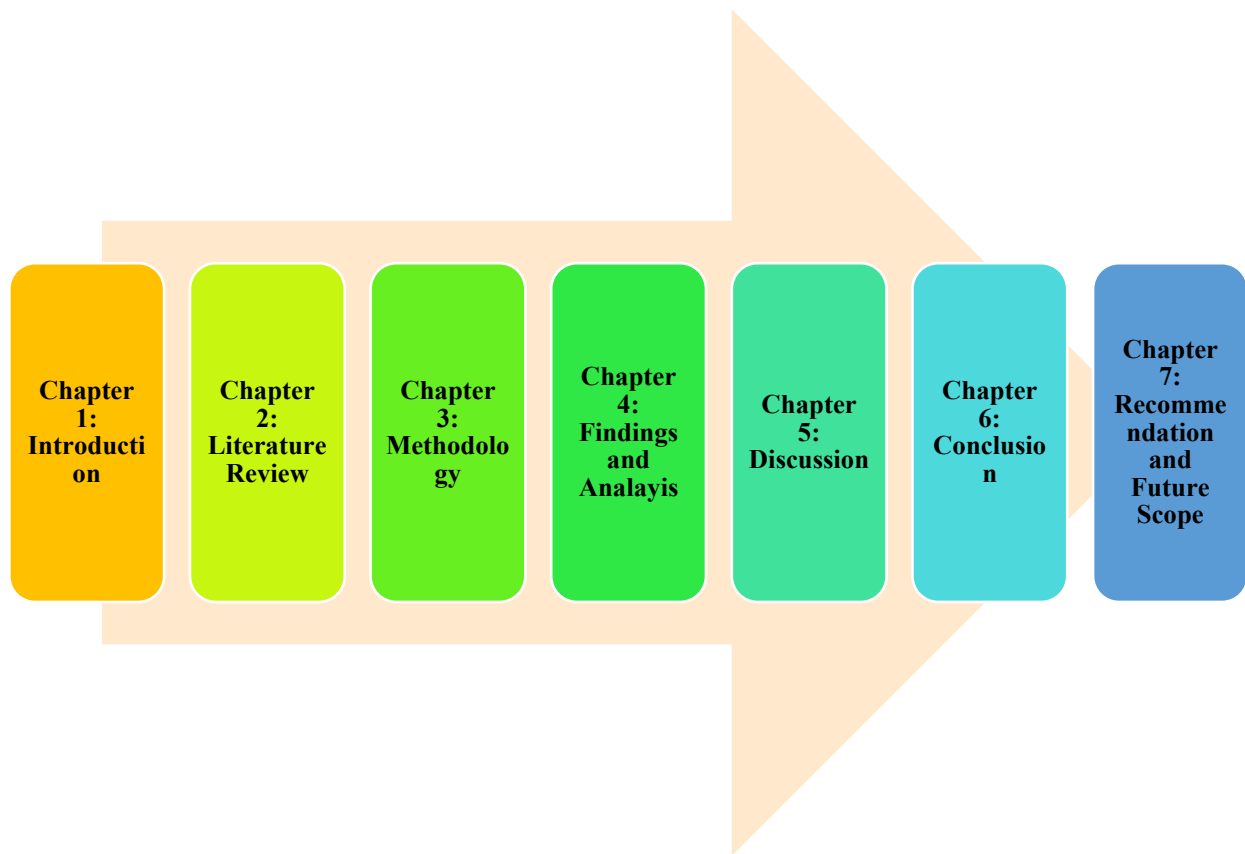 Chapter
1:
Introducti
on
Chapter
2:
Literature
Review
Chapter
3:
Methodolo
gy
Chapter
4:
Findings
and
Analayis
Chapter
5:
Discussion
Chapter
6:
Conclusio
n
Chapter
7:
Recomme
ndation
and
Future
Scope